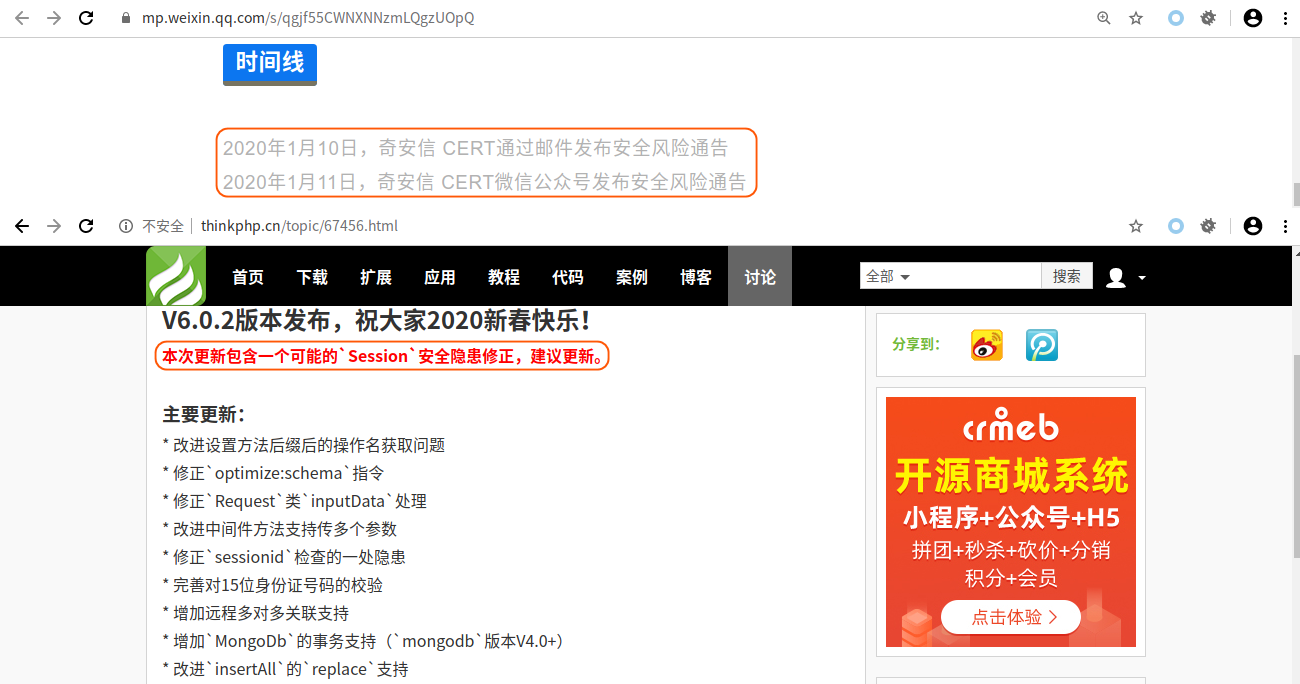 mp.weixin.qq.com/s/qgjf55CWNXNNzmLQgzUOpQ
时间线
2020年1月10日，奇安信 CERT通过邮件发布安全风险通告
2020年1月11日，奇安信 CERT微信公众号发布安全风险通告
不安全 | thinkphp.cn/topic/67456.html
首页 下载 扩展 应用 教程 代码 案例 博客 讨论 全部 搜索
V6.0.2版本发布，祝大家2020新春快乐！
本次更新包含一个可能的`Session`安全隐患修正，建议更新。
主要更新：
* 改进设置方法后缀后的操作名获取问题
* 修正`optimize:schema`指令
* 修正`Request`类`inputData`处理
* 改进中间件方法支持传多个参数
* 修正`sessionid`检查的一处隐患
* 完善对15位身份证号码的校验
* 增加远程多对多关联支持
* 增加`MongoDb`的事务支持（`mongodb`版本V4.0+）
* 改进`insertAll`的`replace`支持
分享到：
crmeb
开源商城系统
小程序+公众号+H5
拼团+秒杀+砍价+分销
积分+会员
点击体验 >